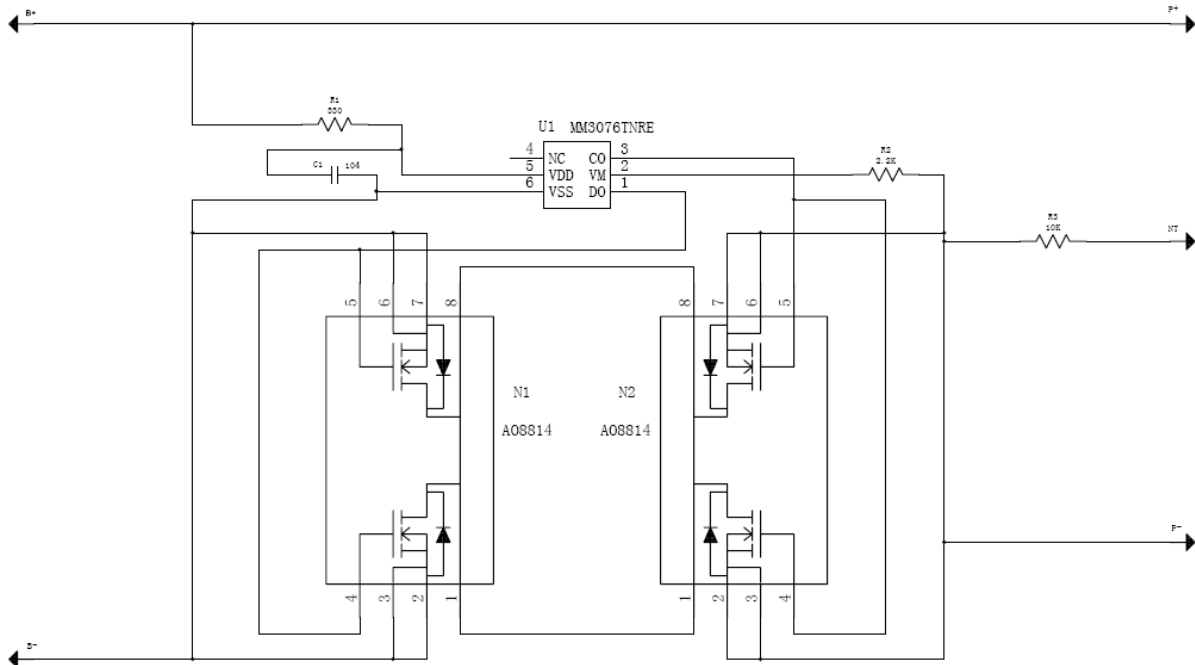 B+
P+
R1
330
U1 MM3076TNRE
4 NC CO 3
5 VDD VM 2
6 VSS DO 1
C1 104
R2
2.2K
R3
10K
NT
5 6 7 8
8 7 6 5
N1
A08814
N2
A08814
P-
4 3 2 1
1 2 3 4
B-